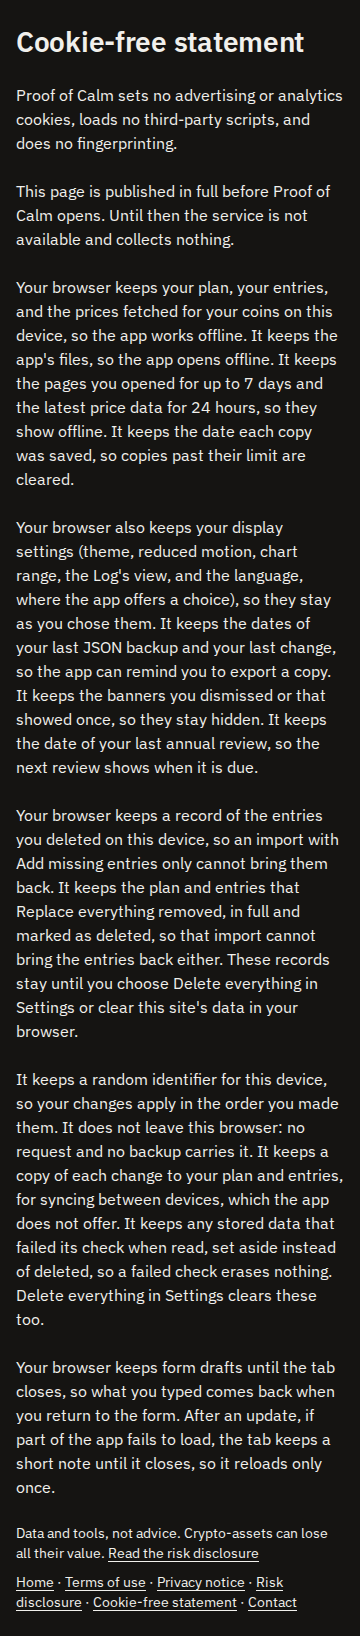 Cookie-free statement
Proof of Calm sets no advertising or analytics
cookies, loads no third-party scripts, and
does no fingerprinting.
This page is published in full before Proof of
Calm opens. Until then the service is not
available and collects nothing.
Your browser keeps your plan, your entries,
and the prices fetched for your coins on this
device, so the app works offline. It keeps the
app's files, so the app opens offline. It keeps
the pages you opened for up to 7 days and
the latest price data for 24 hours, so they
show offline. It keeps the date each copy
was saved, so copies past their limit are
cleared.
Your browser also keeps your display
settings (theme, reduced motion, chart
range, the Log's view, and the language,
where the app offers a choice), so they stay
as you chose them. It keeps the dates of
your last JSON backup and your last change,
so the app can remind you to export a copy.
It keeps the banners you dismissed or that
showed once, so they stay hidden. It keeps
the date of your last annual review, so the
next review shows when it is due.
Your browser keeps a record of the entries
you deleted on this device, so an import with
Add missing entries only cannot bring them
back. It keeps the plan and entries that
Replace everything removed, in full and
marked as deleted, so that import cannot
bring the entries back either. These records
stay until you choose Delete everything in
Settings or clear this site's data in your
browser.
It keeps a random identifier for this device,
so your changes apply in the order you made
them. It does not leave this browser: no
request and no backup carries it. It keeps a
copy of each change to your plan and entries,
for syncing between devices, which the app
does not offer. It keeps any stored data that
failed its check when read, set aside instead
of deleted, so a failed check erases nothing.
Delete everything in Settings clears these
too.
Your browser keeps form drafts until the tab
closes, so what you typed comes back when
you return to the form. After an update, if
part of the app fails to load, the tab keeps a
short note until it closes, so it reloads only
once.
Data and tools, not advice. Crypto-assets can lose
all their value. Read the risk disclosure
Home · Terms of use · Privacy notice · Risk
disclosure · Cookie-free statement · Contact